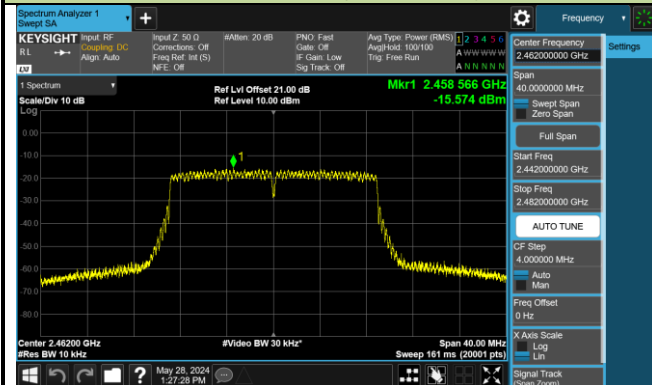 Spectrum Analyzer 1
Swept SA
+
Frequency
KEYSIGHT
RL
LXI
Input: RF
Coupling: DC
Align: Auto
Input Z: 50 Ω
Corrections: Off
Freq Ref: Int (S)
NFE: Off
#Atten: 20 dB
PNO: Fast
Gate: Off
IF Gain: Low
Sig Track: Off
Avg Type: Power (RMS)
Avg|Hold: 100/100
Trig: Free Run
1 2 3 4 5 6
A W W W W W
A N N N N N
1 Spectrum
Scale/Div 10 dB
Log
Ref Lvl Offset 21.00 dB
Ref Level 10.00 dBm
Mkr1 2.458 566 GHz
-15.574 dBm
1
0.00
-10.0
-20.0
-30.0
-40.0
-50.0
-60.0
-70.0
-80.0
Center 2.46200 GHz
#Res BW 10 kHz
#Video BW 30 kHz*
Span 40.00 MHz
Sweep 161 ms (20001 pts)
?
May 28, 2024
1:27:28 PM
Center Frequency
2.462000000 GHz
Settings
Span
40.0000000 MHz
Swept Span
Zero Span
Full Span
Start Freq
2.442000000 GHz
Stop Freq
2.482000000 GHz
AUTO TUNE
CF Step
4.000000 MHz
Auto
Man
Freq Offset
0 Hz
X Axis Scale
Log
Lin
Signal Track
(Span Zoom)